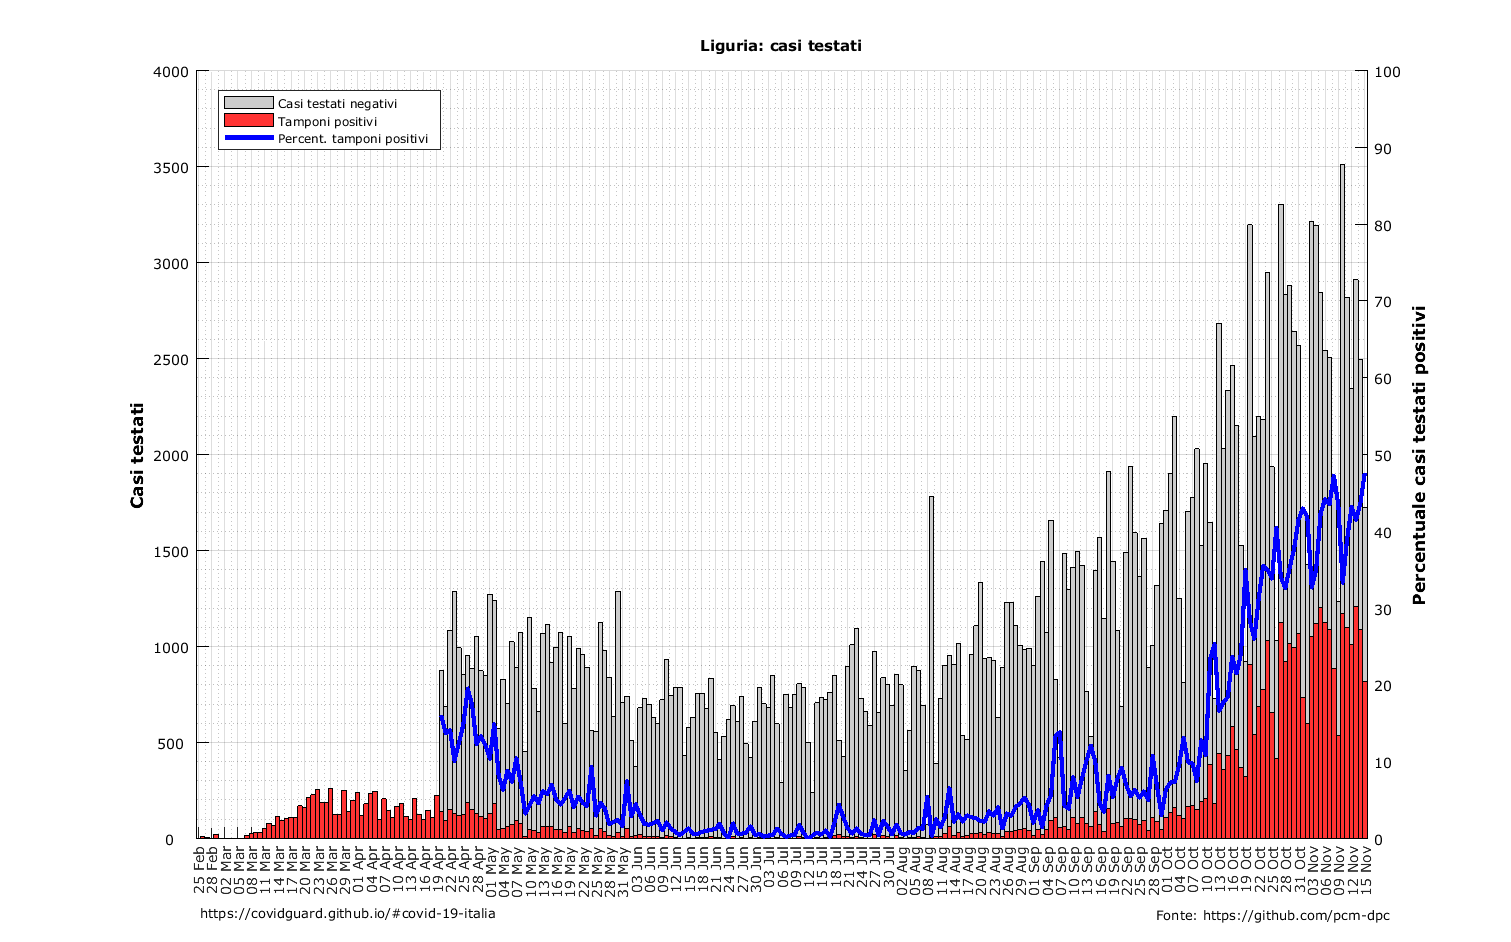 Liguria: casi testati
Casi testati negativi
Tamponi positivi
Percent. tamponi positivi
4000
3500
3000
2500
2000
1500
1000
500
0
Casi testati
100
90
80
70
60
50
40
30
20
10
0
Percentuale casi testati positivi
25 Feb
28 Feb
02 Mar
05 Mar
08 Mar
11 Mar
14 Mar
17 Mar
20 Mar
23 Mar
26 Mar
29 Mar
01 Apr
04 Apr
07 Apr
10 Apr
13 Apr
16 Apr
19 Apr
22 Apr
25 Apr
28 Apr
01 May
04 May
07 May
10 May
13 May
16 May
19 May
22 May
25 May
28 May
31 May
03 Jun
06 Jun
09 Jun
12 Jun
15 Jun
18 Jun
21 Jun
24 Jun
27 Jun
30 Jun
03 Jul
06 Jul
09 Jul
12 Jul
15 Jul
18 Jul
21 Jul
24 Jul
27 Jul
30 Jul
02 Aug
05 Aug
08 Aug
11 Aug
14 Aug
17 Aug
20 Aug
23 Aug
26 Aug
29 Aug
01 Sep
04 Sep
07 Sep
10 Sep
13 Sep
16 Sep
19 Sep
22 Sep
25 Sep
28 Sep
01 Oct
04 Oct
07 Oct
10 Oct
13 Oct
16 Oct
19 Oct
22 Oct
25 Oct
28 Oct
31 Oct
03 Nov
06 Nov
09 Nov
12 Nov
15 Nov
https://covidguard.github.io/#covid-19-italia
Fonte: https://github.com/pcm-dpc